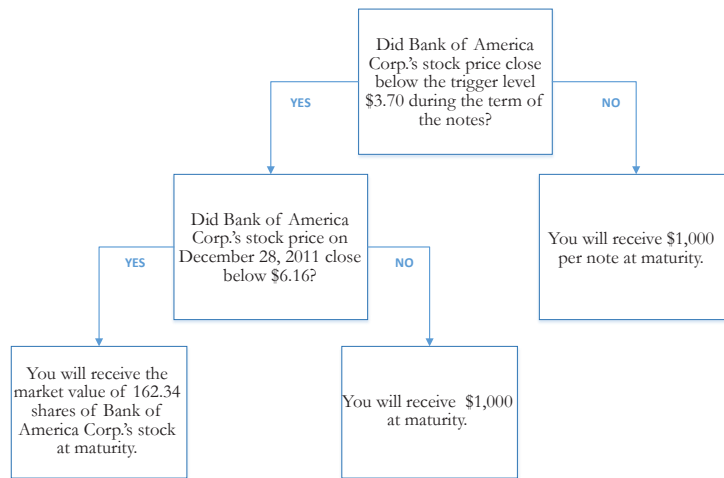 Did Bank of America
Corp.'s stock price close
below the trigger level
$3.70 during the term of
the notes?
YES
NO
Did Bank of America
Corp.'s stock price on
December 28, 2011 close
below $6.16?
You will receive $1,000
per note at maturity.
YES
NO
You will receive the
market value of 162.34
shares of Bank of
America Corp.'s stock
at maturity.
You will receive $1,000
at maturity.